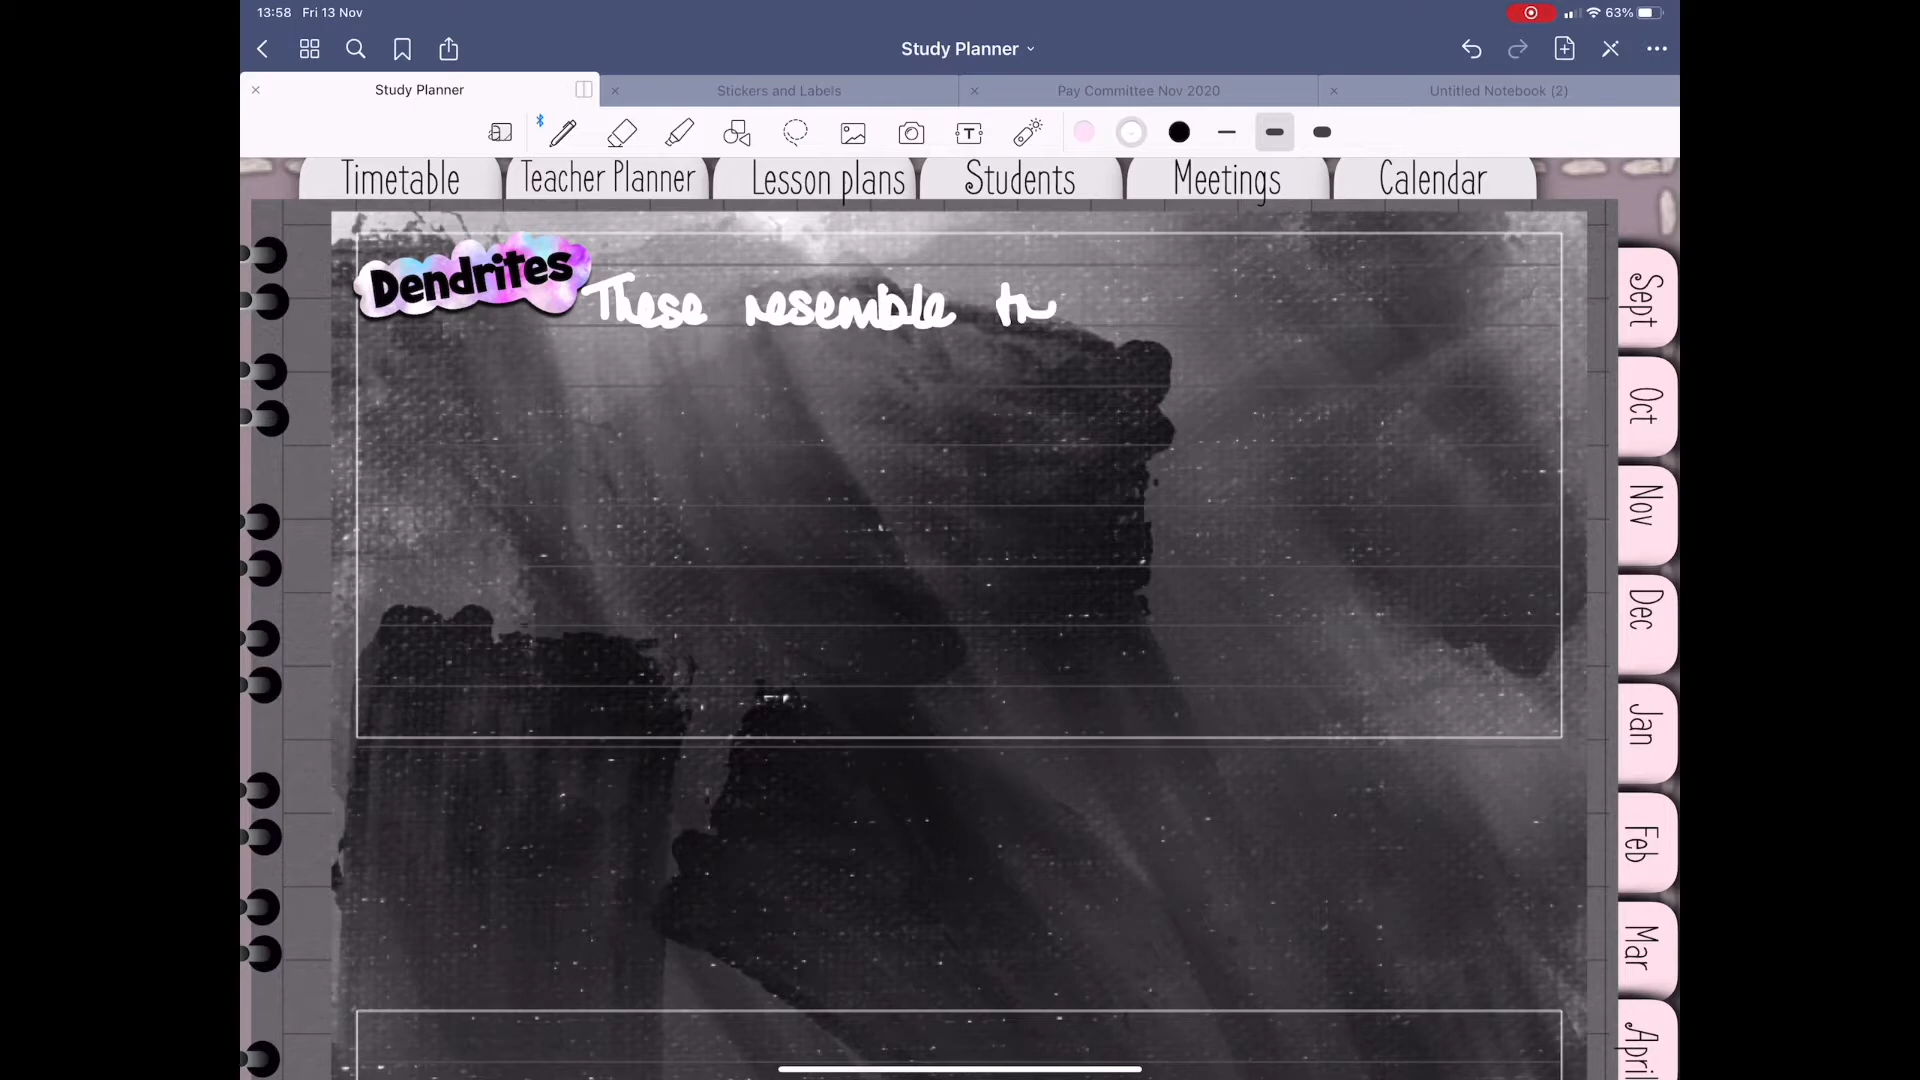 13:58 Fri 13 Nov 63%
Study Planner
Study Planner Stickers and Labels Pay Committee Nov 2020 Untitled Notebook (2)
Timetable Teacher Planner Lesson plans Students Meetings Calendar
Dendrites These resemble tr
Sept
Oct
Nov
Dec
Jan
Feb
Mar
April